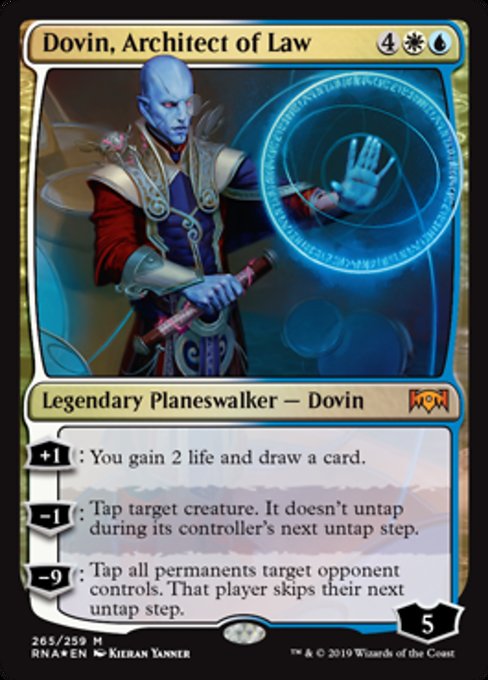 Dovin, Architect of Law 4
Legendary Planeswalker — Dovin
+1: You gain 2 life and draw a card.
−1: Tap target creature. It doesn't untap
during its controller's next untap step.
−9: Tap all permanents target opponent
controls. That player skips their next
untap step.
5
265/259 M
RNA★EN Kieran Yanner
™ & © 2019 Wizards of the Coast